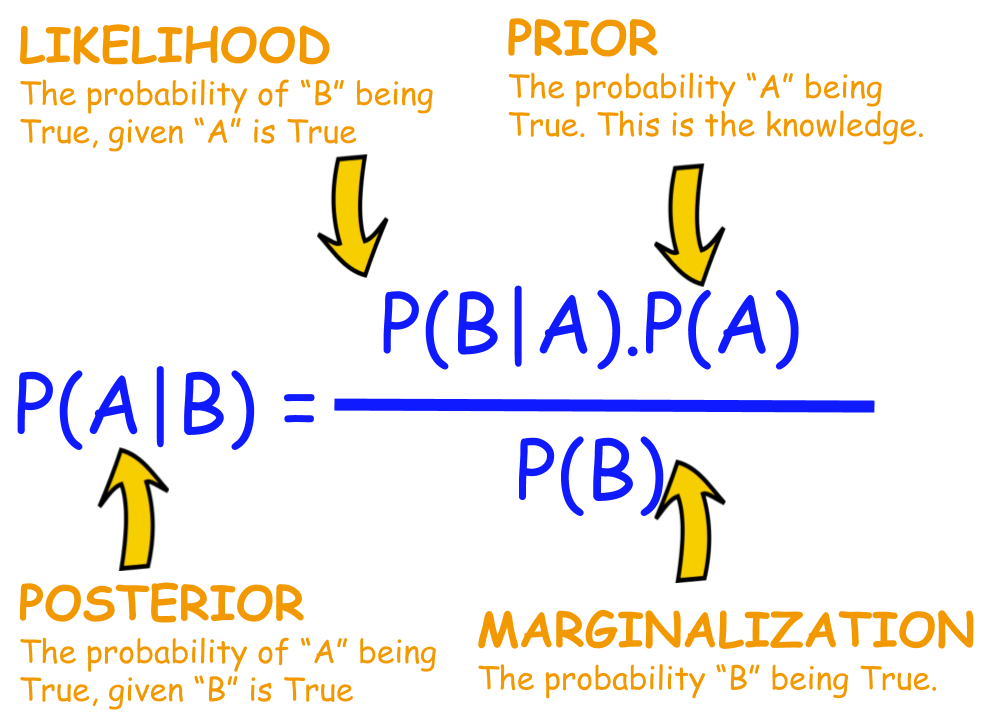 LIKELIHOOD
The probability of “B” being
True, given “A” is True
PRIOR
The probability “A” being
True. This is the knowledge.
P(A|B) =
P(B|A).P(A)
P(B)
POSTERIOR
The probability of “A” being
True, given “B” is True
MARGINALIZATION
The probability “B” being True.